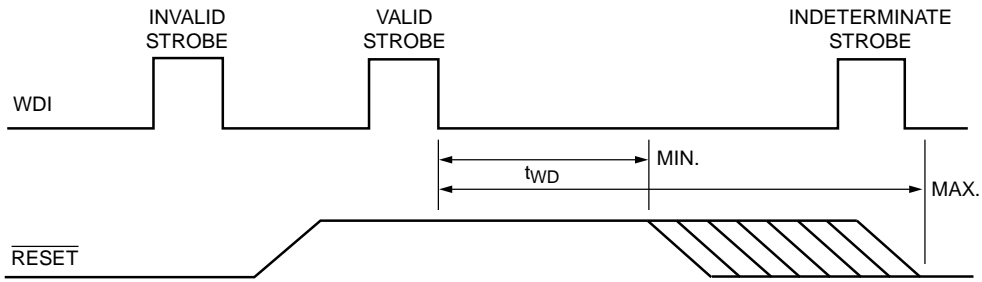 INVALID
STROBE
VALID
STROBE
INDETERMINATE
STROBE
WDI
MIN.
tWD
MAX.
RESET